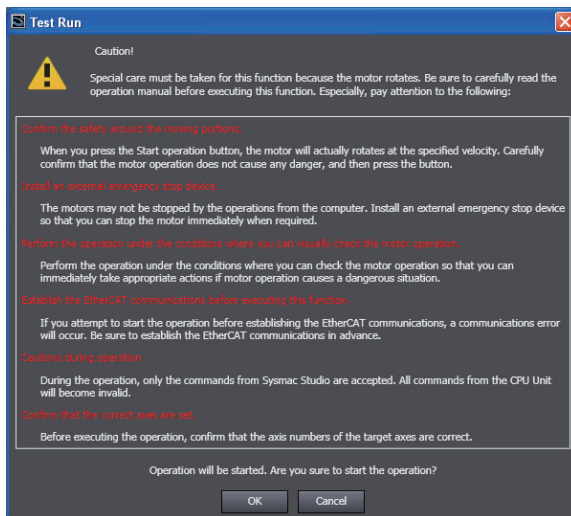 Test Run
Caution!
Special care must be taken for this function because the motor rotates. Be sure to carefully read the
operation manual before executing this function. Especially, pay attention to the following:
Confirm the safety around the moving portions.
When you press the Start operation button, the motor will actually rotates at the specified velocity. Carefully
confirm that the motor operation does not cause any danger, and then press the button.
Install an external emergency stop device.
The motors may not be stopped by the operations from the computer. Install an external emergency stop device
so that you can stop the motor immediately when required.
Perform the operation under the conditions where you can visually check the motor operation.
Perform the operation under the conditions where you can check the motor operation so that you can
immediately take appropriate actions if motor operation causes a dangerous situation.
Establish the EtherCAT communications before executing this function.
If you attempt to start the operation before establishing the EtherCAT communications, a communications error
will occur. Be sure to establish the EtherCAT communications in advance.
Cautions during operation
During the operation, only the commands from Sysmac Studio are accepted. All commands from the CPU Unit
will become invalid.
Confirm that the correct axes are set.
Before executing the operation, confirm that the axis numbers of the target axes are correct.
Operation will be started. Are you sure to start the operation?
OK Cancel